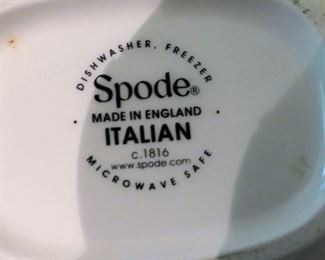 DISHWASHER, FREEZER
Spode®
MADE IN ENGLAND
ITALIAN
c.1816
www.spode.com
MICROWAVE SAFE